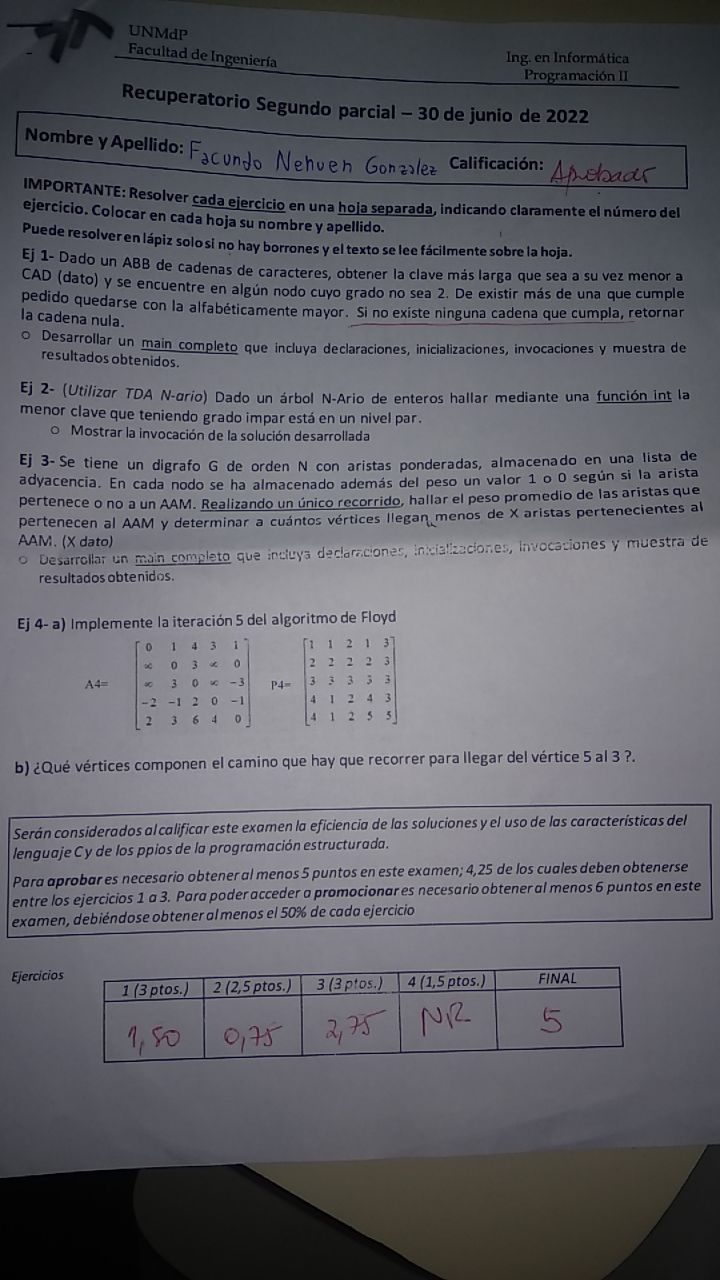 UNMdP
Facultad de Ingeniería
Ing. en Informática
Programación II
Recuperatorio Segundo parcial – 30 de junio de 2022
Nombre y Apellido: Facundo Nehuen Gonzalez Calificación: Aprobado
IMPORTANTE: Resolver cada ejercicio en una hoja separada, indicando claramente el número del
ejercicio. Colocar en cada hoja su nombre y apellido.
Puede resolver en lápiz solo si no hay borrones y el texto se lee fácilmente sobre la hoja.
Ej 1- Dado un ABB de cadenas de caracteres, obtener la clave más larga que sea a su vez menor a
CAD (dato) y se encuentre en algún nodo cuyo grado no sea 2. De existir más de una que cumple
pedido quedarse con la alfabéticamente mayor. Si no existe ninguna cadena que cumpla, retornar
la cadena nula.
○ Desarrollar un main completo que incluya declaraciones, inicializaciones, invocaciones y muestra de
resultados obtenidos.
Ej 2- (Utilizar TDA N-ario) Dado un árbol N-Ario de enteros hallar mediante una función int la
menor clave que teniendo grado impar está en un nivel par.
○ Mostrar la invocación de la solución desarrollada
Ej 3- Se tiene un digrafo G de orden N con aristas ponderadas, almacenado en una lista de
adyacencia. En cada nodo se ha almacenado además del peso un valor 1 o 0 según si la arista
pertenece o no a un AAM. Realizando un único recorrido, hallar el peso promedio de las aristas que
pertenecen al AAM y determinar a cuántos vértices llegan menos de X aristas pertenecientes al
AAM. (X dato)
○ Desarrollar un main completo que incluya declaraciones, inicializaciones, invocaciones y muestra de
resultados obtenidos.
Ej 4- a) Implemente la iteración 5 del algoritmo de Floyd
0 1 4 3 1 1 1 2 1 3
∞ 0 3 ∞ 0 2 2 2 2 3
A4= ∞ 3 0 ∞ -3 P4= 3 3 3 3 3
-2 -1 2 0 -1 4 1 2 4 3
2 3 6 4 0 4 1 2 5 5
b) ¿Qué vértices componen el camino que hay que recorrer para llegar del vértice 5 al 3 ?.
Serán considerados al calificar este examen la eficiencia de las soluciones y el uso de las características del
lenguaje C y de los ppios de la programación estructurada.
Para aprobar es necesario obtener al menos 5 puntos en este examen; 4,25 de los cuales deben obtenerse
entre los ejercicios 1 a 3. Para poder acceder a promocionar es necesario obtener al menos 6 puntos en este
examen, debiéndose obtener al menos el 50% de cada ejercicio
Ejercicios 1 (3 ptos.) 2 (2,5 ptos.) 3 (3 ptos.) 4 (1,5 ptos.) FINAL
1,50 0,75 2,75 NR 5